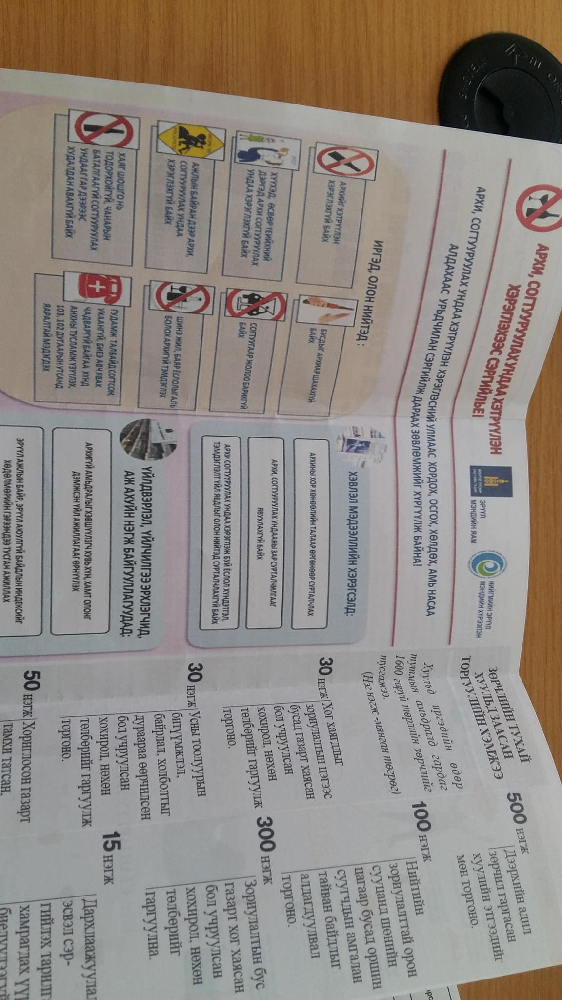 АРХИ, СОГТУУРУУЛАХ УНДАА ХЭТРҮҮЛЭН
ХЭРЭГЛЭХЭЭС СЭРГИЙЛЬЕ!
ЭРҮҮЛ
МЭНДИЙН ЯАМ
НИЙГМИЙН ЭРҮҮЛ
МЭНДИЙН ХҮРЭЭЛЭН
АРХИ, СОГТУУРУУЛАХ УНДАА ХЭТРҮҮЛЭН ХЭРЭГЛЭСНИЙ УЛМААС ХОРДОХ, ОСГОХ, ХӨЛДӨХ, АМЬ НАСАА
АЛДАХААС УРЬДЧИЛАН СЭРГИЙЛЖ ДАРААХ ЗӨВЛӨМЖИЙГ ХҮРГҮҮЛЖ БАЙНА!
ИРГЭД, ОЛОН НИЙТЭД:
АРХИЙГ ХЭТРҮҮЛЭН
ХЭРЭГЛЭХГҮЙ БАЙХ
БУСДЫГ АРХИАР ШАХАХГҮЙ
БАЙХ
ХҮҮХЭД, ӨСВӨР ҮЕИЙХНИЙ
ДЭРГЭД АРХИ СОГТУУРУУЛАХ
УНДАА ХЭРЭГЛЭХГҮЙ БАЙХ
СОГТУУГААР ЖОЛОО БАРИХГҮЙ
БАЙХ
АЖЛЫН БАЙРАН ДЭЭР АРХИ,
СОГТУУРУУЛАХ УНДАА
ХЭРЭГЛЭХГҮЙ БАЙХ
ШИНЭ ЖИЛ, БАЯР ЁСЛОЛЫГ АЛЬ
БОЛОХ АРХИГҮЙ ТЭМДЭГЛЭХ
ХАЯГ ШОШГО НЬ
ТОДОРХОЙГҮЙ, ЧАНАРЫН
БАТАЛГААГҮЙ СОГТУУРУУЛАХ
УНДААГ ГАР ДЭЭРЭЭС
ХУДАЛДАН АВАХГҮЙ БАЙХ
ГУДАМЖ ТАЛБАЙД СОГТСОН,
УХААНГҮЙ, БИЕЭ АВЧ ЯВАХ
ЧАДВАРГҮЙ БАЙГАА ХҮНД
АНХНЫ ТУСЛАМЖ ҮЗҮҮЛЭХ,
103, 102 ДУГААРЫН УТСАНД
ЯАРАЛТАЙ МЭДЭГДЭХ
ХЭВЛЭЛ МЭДЭЭЛЛИЙН ХЭРЭГСЭЛД:
АРХИНЫ ХОР ХӨНӨӨЛИЙН ТАЛААР ӨРГӨНӨӨР СУРТАЛЧЛАХ
АРХИ, СОГТУУРУУЛАХ УНДААНЫ ЗАР СУРТАЛЧИЛГААГ
ЯВУУЛАХГҮЙ БАЙХ
АРХИ СОГТУУРУУЛАХ УНДАА ХЭРЭГЛЭЖ БУЙ ЁСЛОЛ ХҮНДЭТГЭЛ,
ТЭМДЭГЛЭЛТ ҮЙЛ ЯВДЛЫГ ОЛОН НИЙТЭД СУРТАЛЧЛАХГҮЙ БАЙХ
ҮЙЛДВЭРЛЭЛ, ҮЙЛЧИЛГЭЭ ЭРХЛЭГЧИД,
АЖ АХУЙН НЭГЖ БАЙГУУЛЛАГУУДАД:
АРХИГҮЙ АМЬДРАЛЫГ ХЭВШҮҮЛЭГЧ ХУВЬ ХҮН, ХАМТ ОЛОНГ
ДЭМЖСЭН ҮЙЛ АЖИЛЛАГААГ ӨРНҮҮЛЭХ
ЭРҮҮЛ АЖЛЫН БАЙР, ЭРҮҮЛ АЮУЛГҮЙ БАЙДЛЫН ИНДЕКСИЙГ
ХӨДӨЛМӨРИЙН ГЭРЭЭНДЭЭ ТУСГАН АЖИЛЛАХ
ЗӨРЧЛИЙН ТУХАЙ
ХУУЛЬД ЗААСАН
ТОРГУУЛИЙН ХЭМЖЭЭ
Хуульд иргэдийн өдөр
тутмын амьдралд гардаг
1600 гаруй төрлийн зөрчлийг
тусгажээ.
(Нэг нэгж -мянган төгрөг)
30 нэгж Хог хаягдлыг
зориулалтын цэгээс
бусад газарт хаясан
бол учруулсан
хохирол, нөхөн
төлбөрийг гаргуулж
торгоно.
30 нэгж Усны тоолуурын
битүүмжлэл,
байрлал, холболтыг
дураараа өөрчилсөн
бол учруулсан
хохирол, нөхөн
төлбөрийг гаргуулж
торгоно.
50 нэгж Хориглосон газарт
тамхи татсан,
500 нэгж
Дээрхийн адил
зөрчил гаргасан
хуулийн этгээдийг
мөн торгоно.
100 нэгж
Нийтийн
зориулалттай орон
сууцанд шөнийн
цагаар бусад оршин
суугчдын амгалан
тайван байдлыг
алдагдуулвал
торгоно.
300 нэгж
Зориулалтын бус
газарт хог хаясан
бол учруулсан
хохирол, нөхөн
төлбөрийг
гаргуулна.
15 нэгж
Дархлаажуулал
эсвэл сэр-
гийлэх тарилг
хамрагдах үү